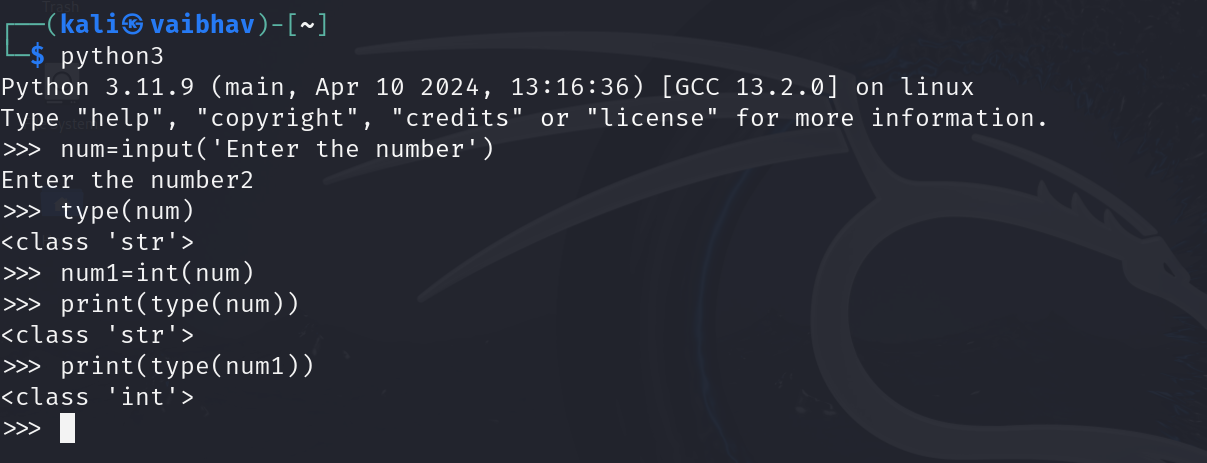 Trash
┌──(kali㉿vaibhav)-[~]
└─$ python3
Python 3.11.9 (main, Apr 10 2024, 13:16:36) [GCC 13.2.0] on linux
Type "help", "copyright", "credits" or "license" for more information.
>>> num=input('Enter the number')
Enter the number2
>>> type(num)
<class 'str'>
>>> num1=int(num)
>>> print(type(num))
<class 'str'>
>>> print(type(num1))
<class 'int'>
>>>